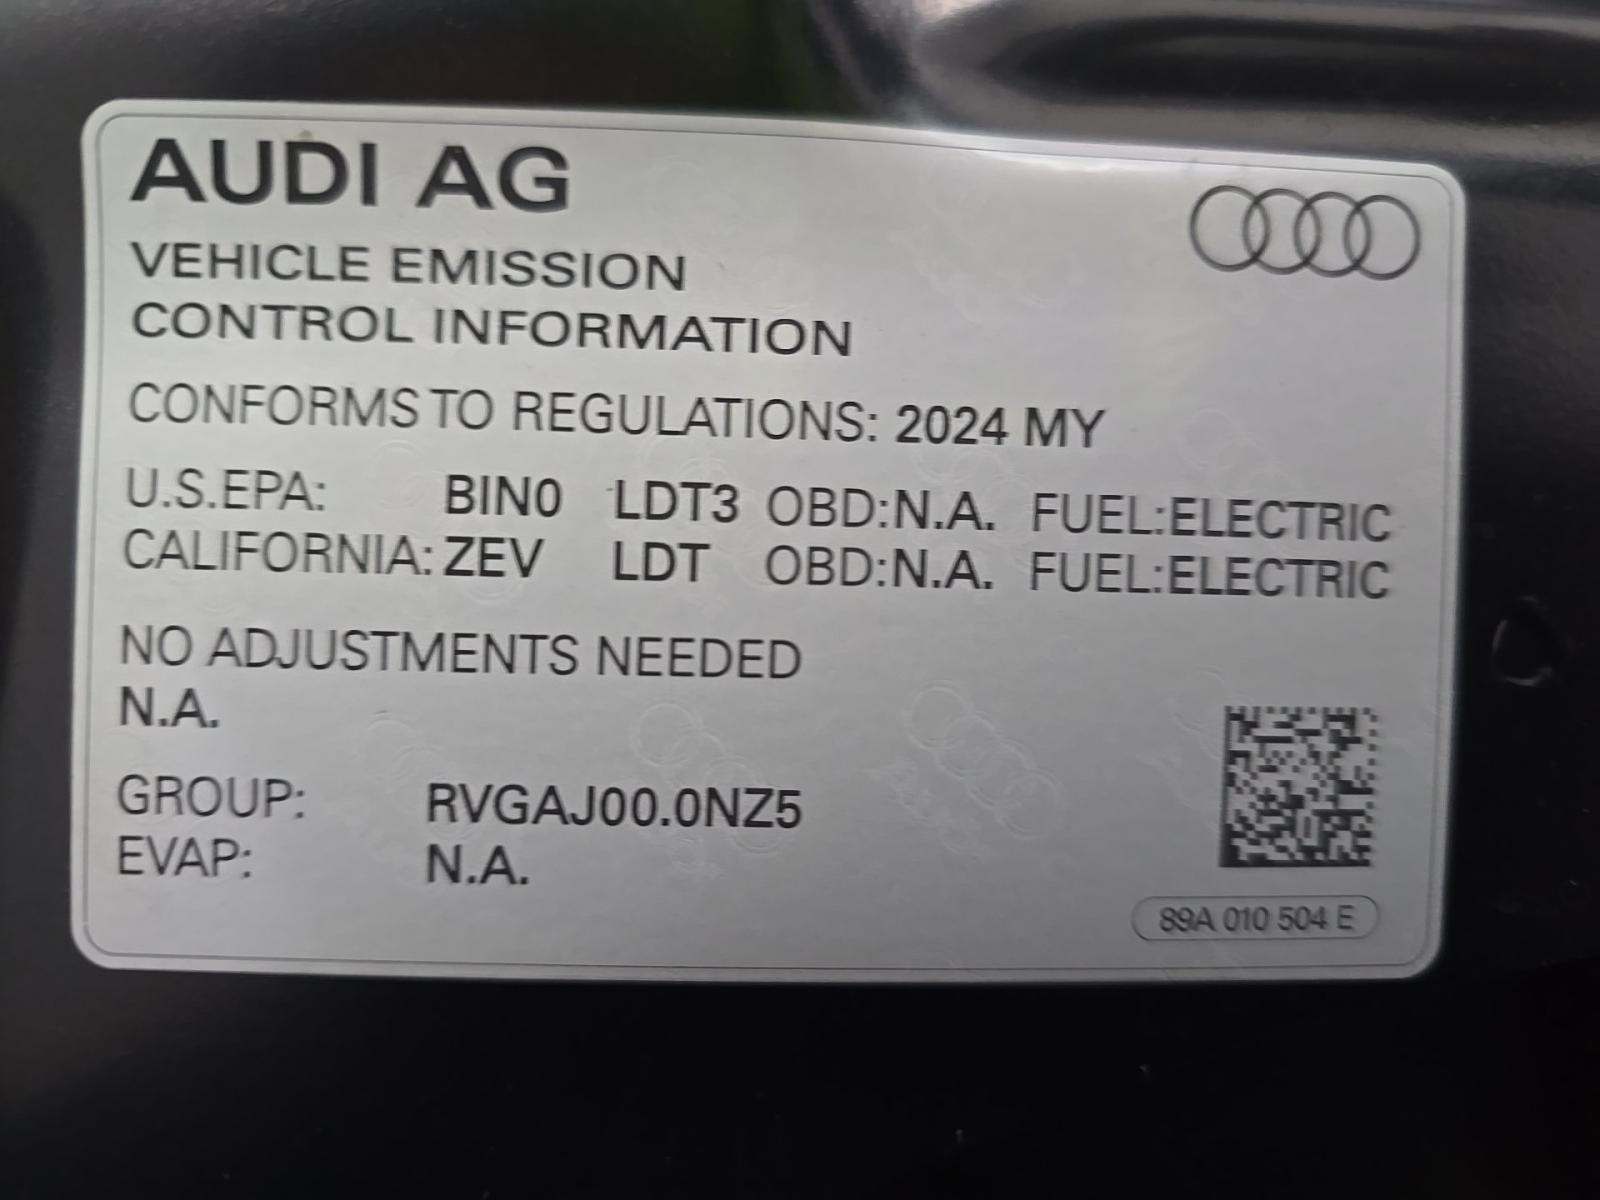 AUDI AG
VEHICLE EMISSION
CONTROL INFORMATION
CONFORMS TO REGULATIONS: 2024 MY
U.S.EPA: BIN0 LDT3 OBD:N.A. FUEL:ELECTRIC
CALIFORNIA: ZEV LDT OBD:N.A. FUEL:ELECTRIC
NO ADJUSTMENTS NEEDED
N.A.
GROUP: RVGAJ00.0NZ5
EVAP: N.A.
89A 010 504 E